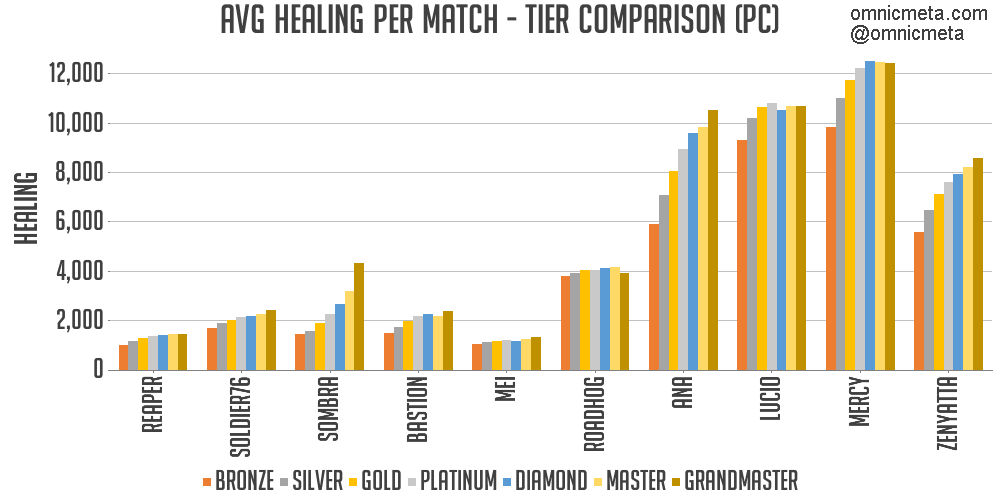 AVG HEALING PER MATCH - TIER COMPARISON (PC)
omnicmeta.com
@omnicmeta
HEALING
12,000
10,000
8,000
6,000
4,000
2,000
0
REAPER
SOLDIER76
SOMBRA
BASTION
MEI
ROADHOG
ANA
LUCIO
MERCY
ZENYATTA
BRONZE SILVER GOLD PLATINUM DIAMOND MASTER GRANDMASTER